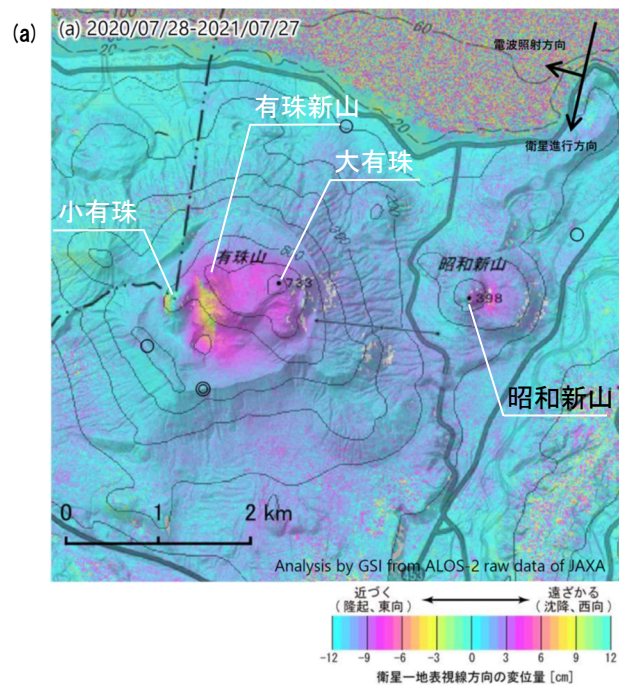 (a)
(a) 2020/07/28-2021/07/27
60
20
20
電波照射方向
衛星進行方向
有珠新山
大有珠
小有珠
有珠山
733
昭和新山
398
昭和新山
0 1 2 km
Analysis by GSI from ALOS-2 raw data of JAXA
近づく
(隆起、東向)
遠ざかる
(沈降、西向)
-12 -9 -6 -3 0 3 6 9 12
衛星ー地表視線方向の変位量 [cm]